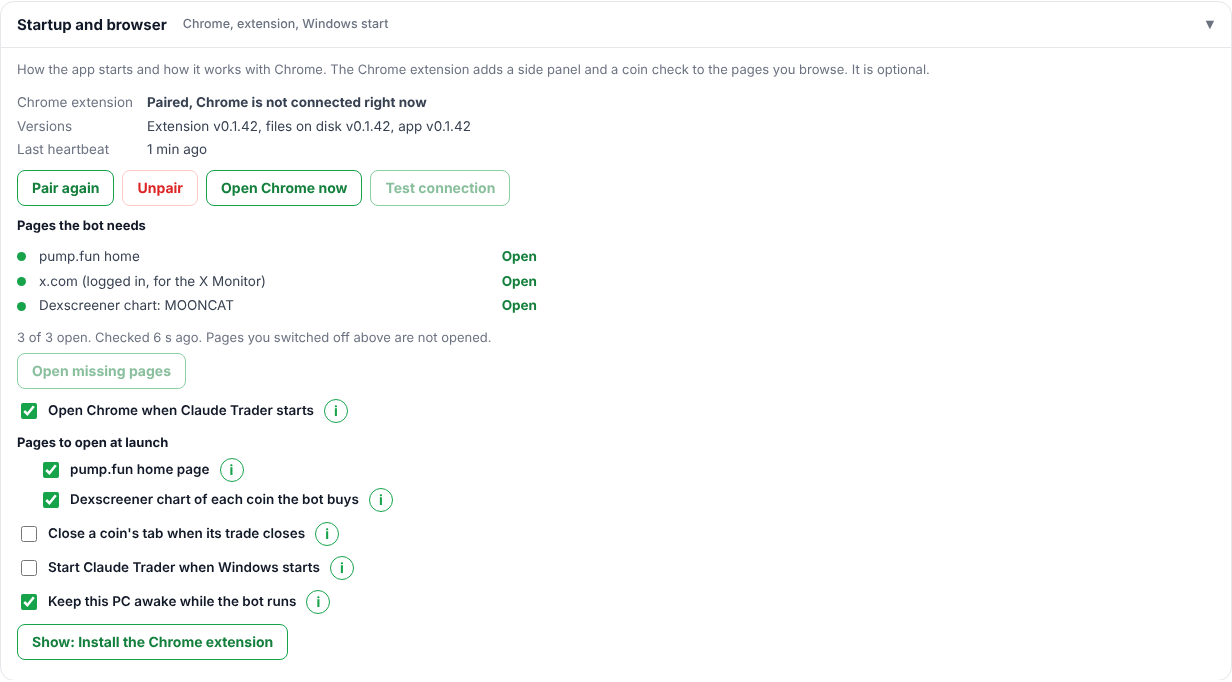 Startup and browser Chrome, extension, Windows start ▼
How the app starts and how it works with Chrome. The Chrome extension adds a side panel and a coin check to the pages you browse. It is optional.
Chrome extension Paired, Chrome is not connected right now
Versions Extension v0.1.42, files on disk v0.1.42, app v0.1.42
Last heartbeat 1 min ago
Pair again Unpair Open Chrome now Test connection
Pages the bot needs
pump.fun home Open
x.com (logged in, for the X Monitor) Open
Dexscreener chart: MOONCAT Open
3 of 3 open. Checked 6 s ago. Pages you switched off above are not opened.
Open missing pages
Open Chrome when Claude Trader starts i
Pages to open at launch
pump.fun home page i
Dexscreener chart of each coin the bot buys i
Close a coin's tab when its trade closes i
Start Claude Trader when Windows starts i
Keep this PC awake while the bot runs i
Show: Install the Chrome extension